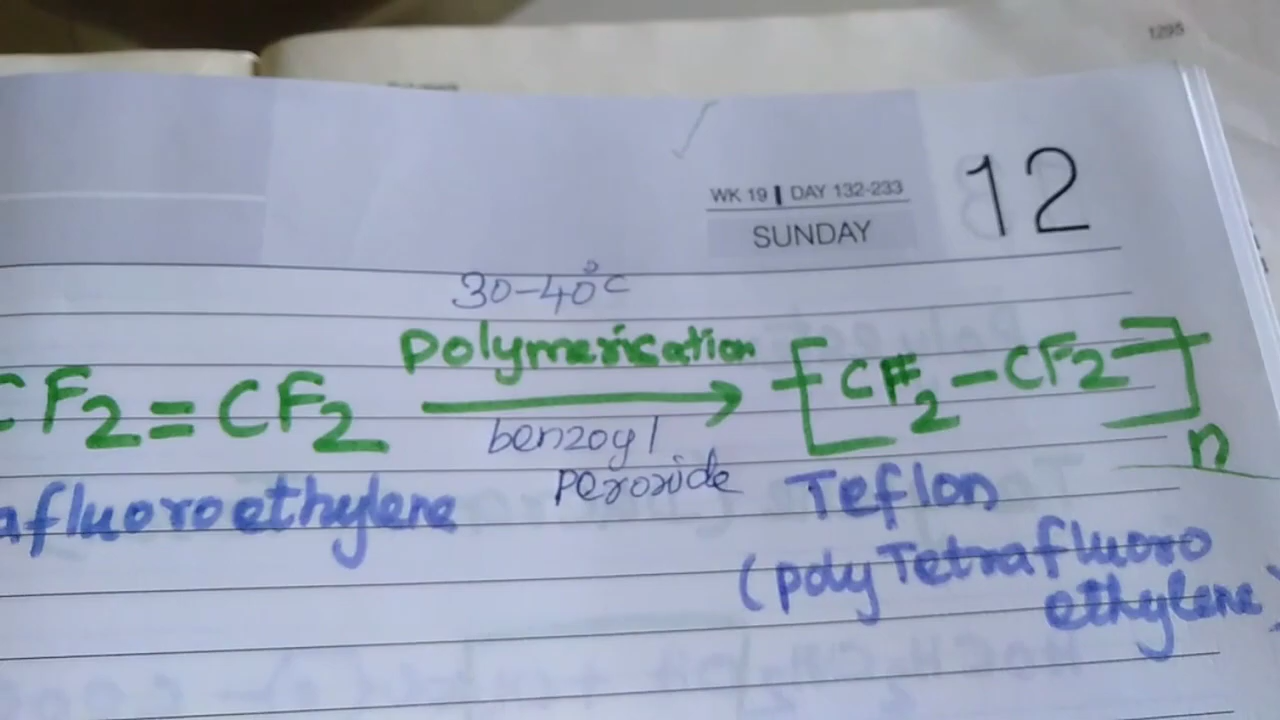 1295
WK 19 | DAY 132-233
SUNDAY
12
30-40°C
polymerisation
CF2=CF2 → [CF2-CF2]n
benzoyl
peroxide
afluoroethylene
Teflon
(polyTetrafluoro
ethylene)